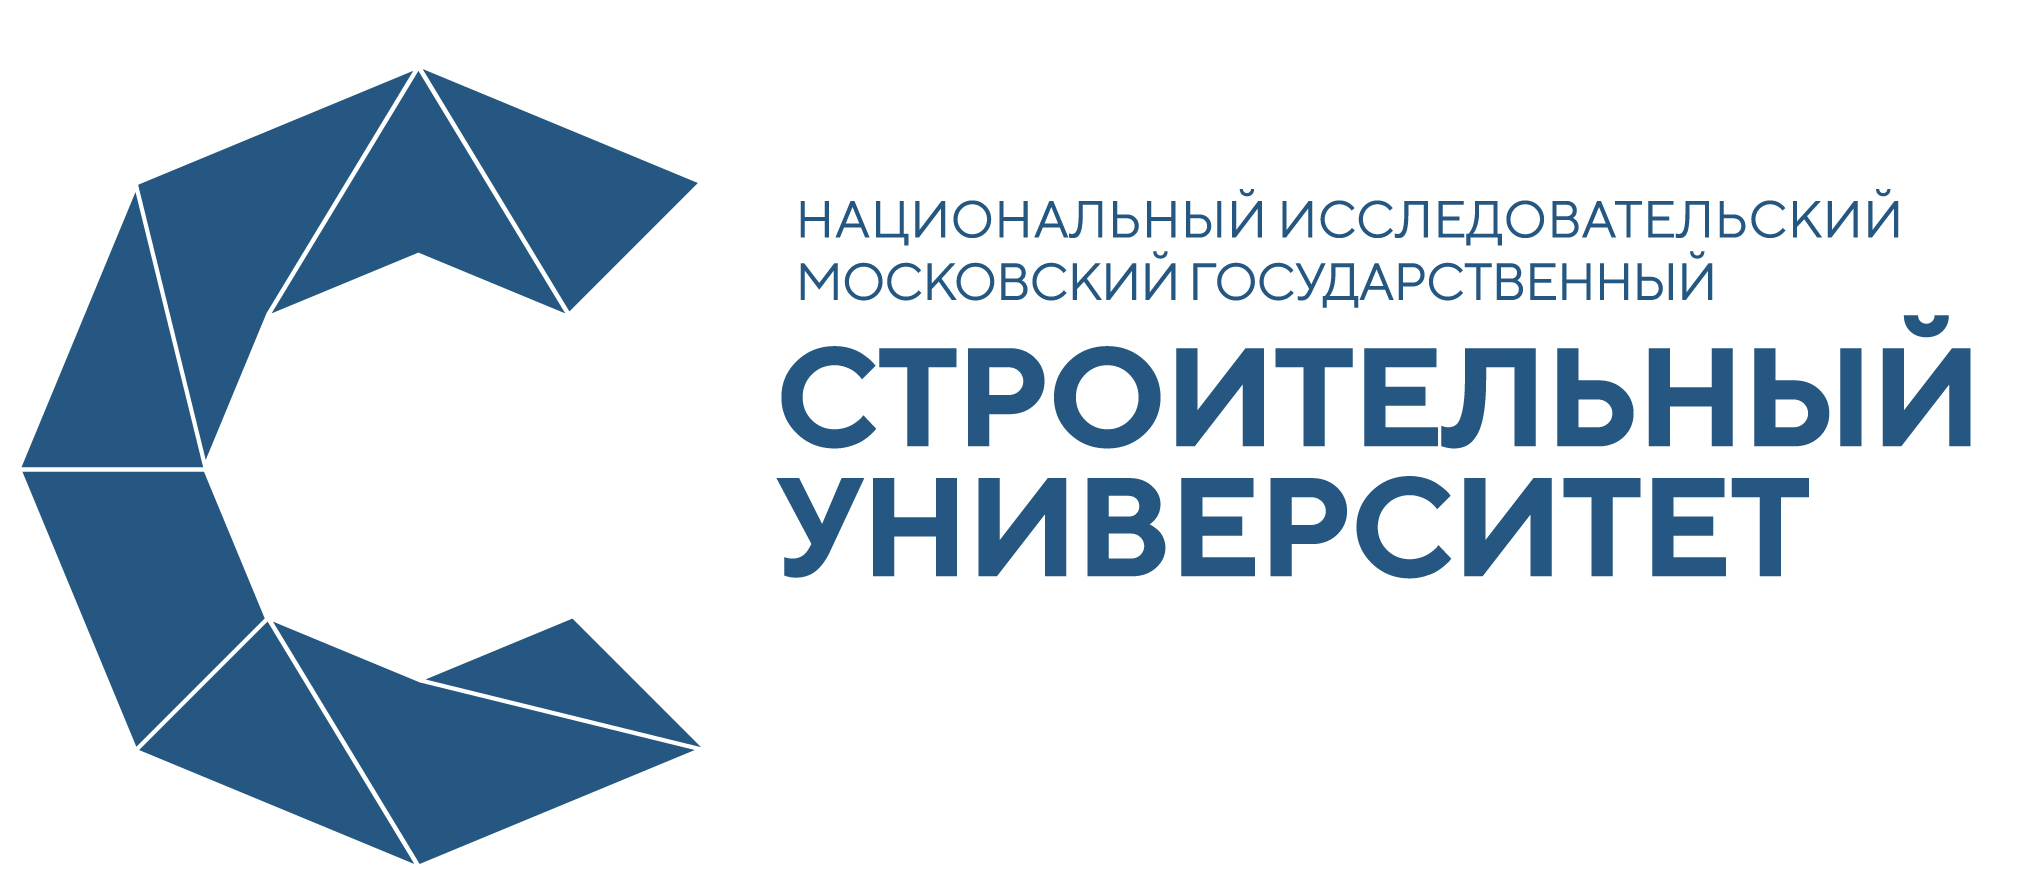 НАЦИОНАЛЬНЫЙ ИССЛЕДОВАТЕЛЬСКИЙ
МОСКОВСКИЙ ГОСУДАРСТВЕННЫЙ
СТРОИТЕЛЬНЫЙ
УНИВЕРСИТЕТ